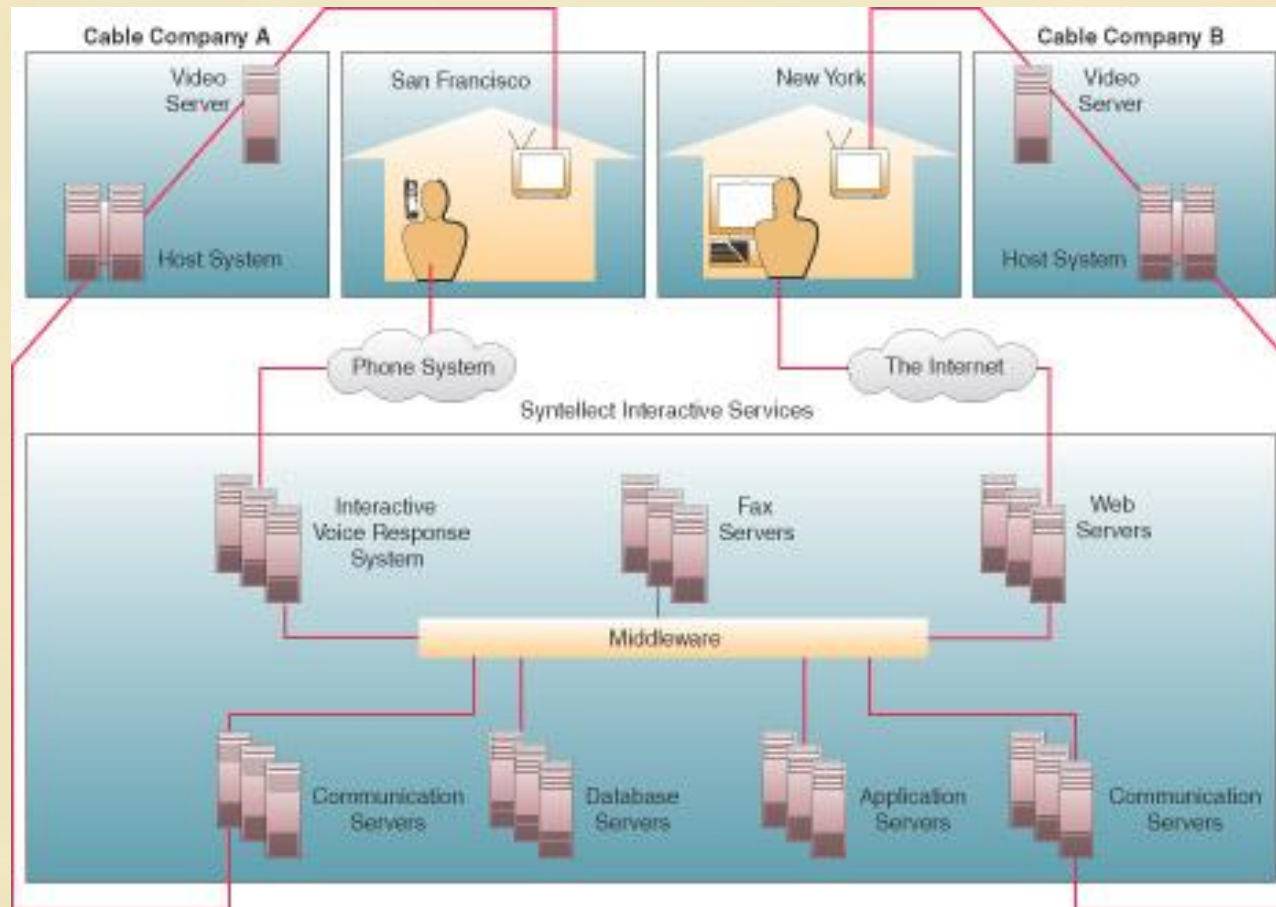 Cable Company A
Cable Company B
Video
Server
Host System
San Francisco
New York
Video
Server
Host System
Phone System
The Internet
Syntellect Interactive Services
Interactive
Voice Response
System
Fax
Servers
Web
Servers
Middleware
Communication
Servers
Database
Servers
Application
Servers
Communication
Servers